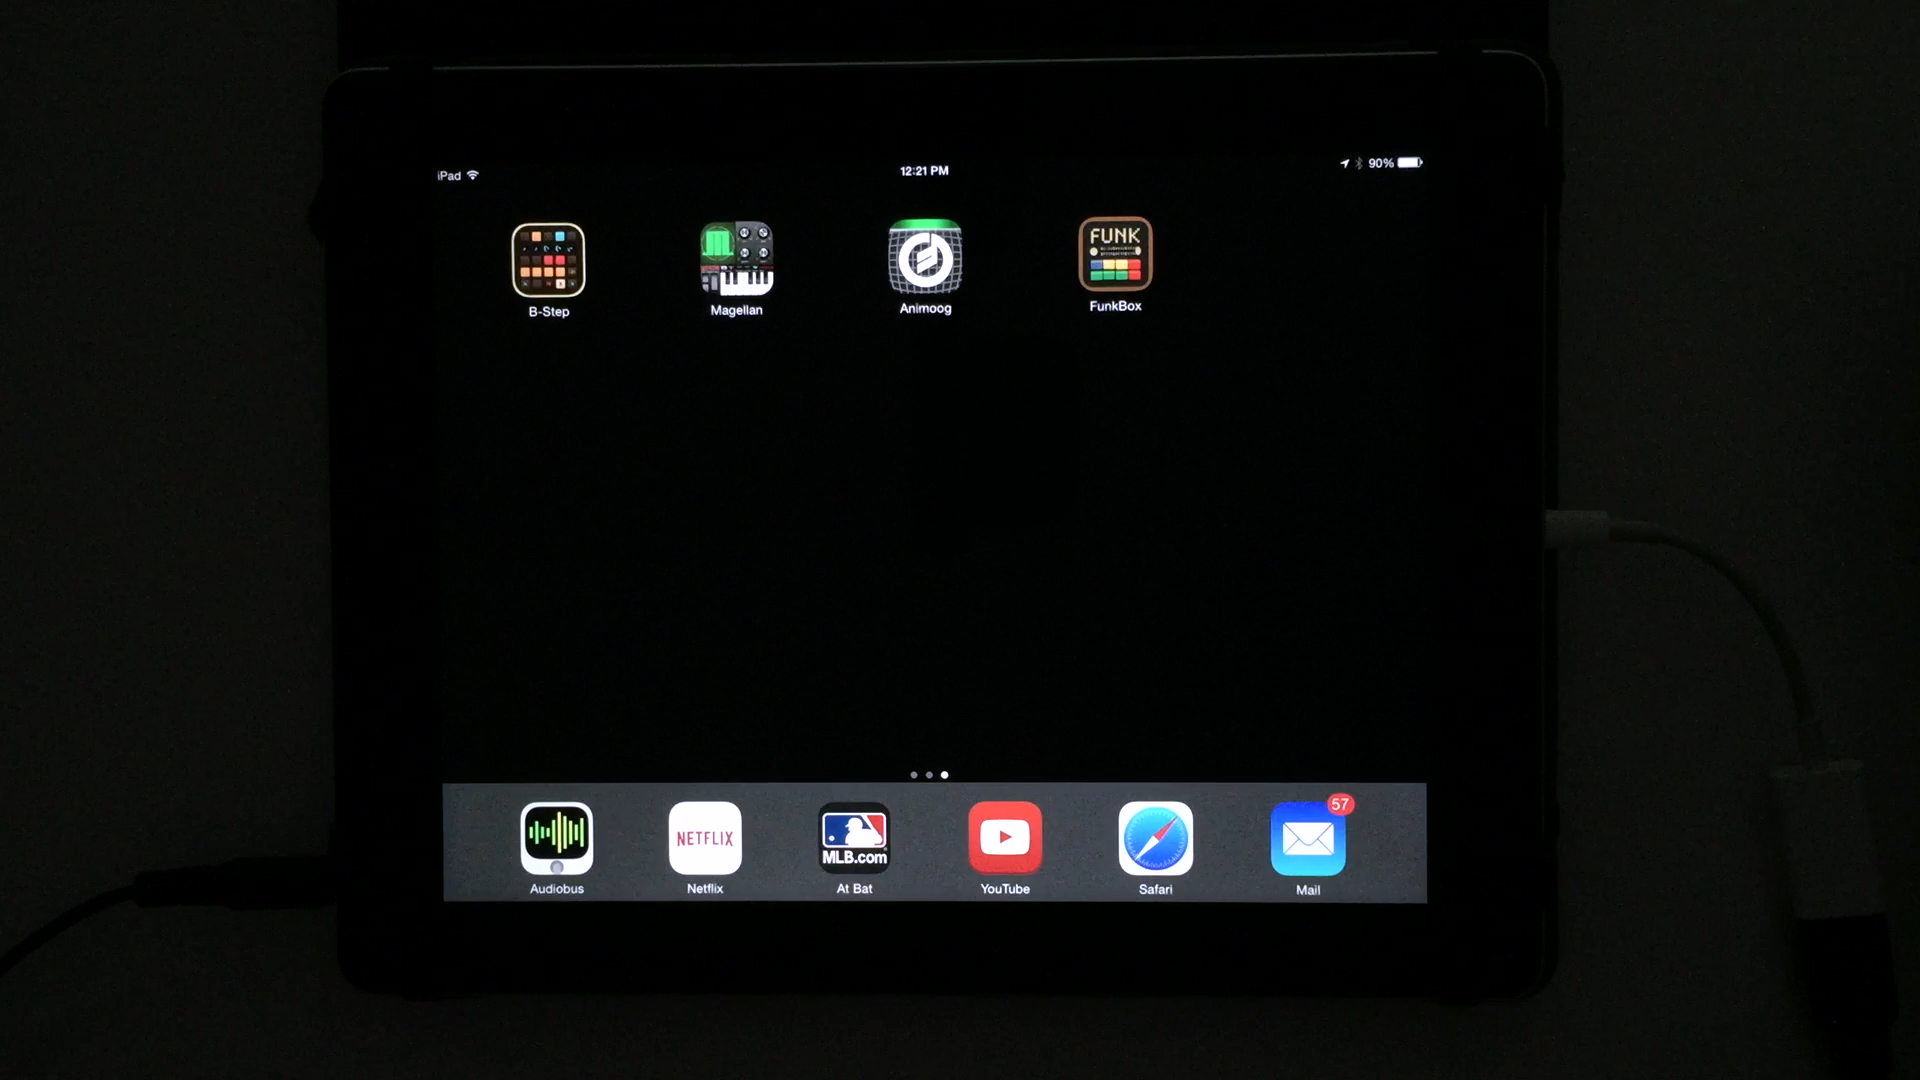 iPad
12:21 PM
90%
FUNK
B-Step
Magellan
Animoog
FunkBox
57
NETFLIX
MLB.com
Audiobus
Netflix
At Bat
YouTube
Safari
Mail